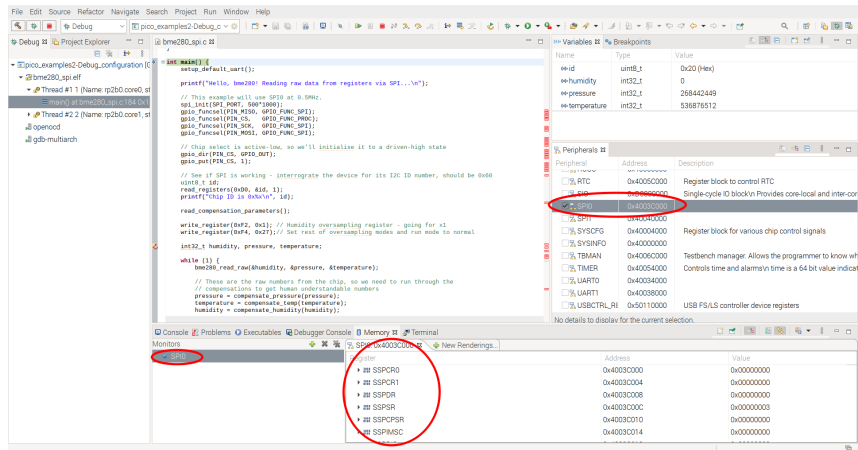 File Edit Source Refactor Navigate Search Project Run Window Help
Debug
pico_examples2-Debug_c
Debug
Project Explorer
pico_examples2-Debug_configuration [G
bme280_spi.elf
Thread #1 1 (Name: rp2b0.core0, st
main() at bme280_spi.c:184 0x1
Thread #2 2 (Name: rp2b0.core1, st
openocd
gdb-multiarch
bme280_spi.c
}
int main() {
setup_default_uart();
printf("Hello, bme280! Reading raw data from registers via SPI...\n");
// This example will use SPI0 at 0.5MHz.
spi_init(SPI_PORT, 500*1000);
gpio_funcsel(PIN_MISO, GPIO_FUNC_SPI);
gpio_funcsel(PIN_CS, GPIO_FUNC_PROC);
gpio_funcsel(PIN_SCK, GPIO_FUNC_SPI);
gpio_funcsel(PIN_MOSI, GPIO_FUNC_SPI);
// Chip select is active-low, so we'll initialise it to a driven-high state
gpio_dir(PIN_CS, GPIO_OUT);
gpio_put(PIN_CS, 1);
// See if SPI is working - interrograte the device for its I2C ID number, should be 0x60
uint8_t id;
read_registers(0xD0, &id, 1);
printf("Chip ID is 0x%x\n", id);
read_compensation_parameters();
write_register(0xF2, 0x1); // Humidity oversampling register - going for x1
write_register(0xF4, 0x27);// Set rest of oversampling modes and run mode to normal
int32_t humidity, pressure, temperature;
while (1) {
bme280_read_raw(&humidity, &pressure, &temperature);
// These are the raw numbers from the chip, so we need to run through the
// compensations to get human understandable numbers
pressure = compensate_pressure(pressure);
temperature = compensate_temp(temperature);
humidity = compensate_humidity(humidity);
Variables
Breakpoints
Name Type Value
id uint8_t 0x20 (Hex)
humidity int32_t 0
pressure int32_t 268442449
temperature int32_t 536876512
Peripherals
Peripheral Address Description
RTC 0x4005C000 Register block to control RTC
SIO 0xD0000000 Single-cycle IO block\n Provides core-local and inter-cor
SPI0 0x4003C000
SPI1 0x40040000
SYSCFG 0x40004000 Register block for various chip control signals
SYSINFO 0x40000000
TBMAN 0x4006C000 Testbench manager. Allows the programmer to know wh
TIMER 0x40054000 Controls time and alarms\n time is a 64 bit value indicat
UART0 0x40034000
UART1 0x40038000
USBCTRL_RE 0x50110000 USB FS/LS controller device registers
No details to display for the current selection.
Console Problems Executables Debugger Console Memory Terminal
Monitors
SPI0
SPI0: 0x4003C000
New Renderings...
Register Address Value
SSPCR0 0x4003C000 0x00000000
SSPCR1 0x4003C004 0x00000000
SSPDR 0x4003C008 0x00000000
SSPSR 0x4003C00C 0x00000003
SSPCPSR 0x4003C010 0x00000000
SSPIMSC 0x4003C014 0x00000000